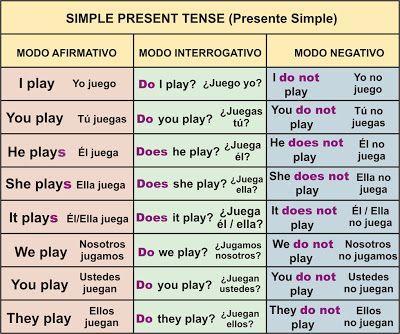 SIMPLE PRESENT TENSE (Presente Simple)
MODO AFIRMATIVO MODO INTERROGATIVO MODO NEGATIVO
I play Yo juego Do I play? ¿Juego yo? I do not play Yo no juego
You play Tú juegas Do you play? ¿Juegas tú? You do not play Tú no juegas
He plays Él juega Does he play? ¿Juega él? He does not play Él no juega
She plays Ella juega Does she play? ¿Juega ella? She does not play Ella no juega
It plays Él/Ella juega Does it play? ¿Juega él / ella? It does not play Él / Ella no juega
We play Nosotros jugamos Do we play? ¿Jugamos nosotros? We do not play Nosotros no jugamos
You play Ustedes juegan Do you play? ¿Juegan ustedes? You do not play Ustedes no juegan
They play Ellos juegan Do they play? ¿Juegan ellos? They do not play Ellos no juegan